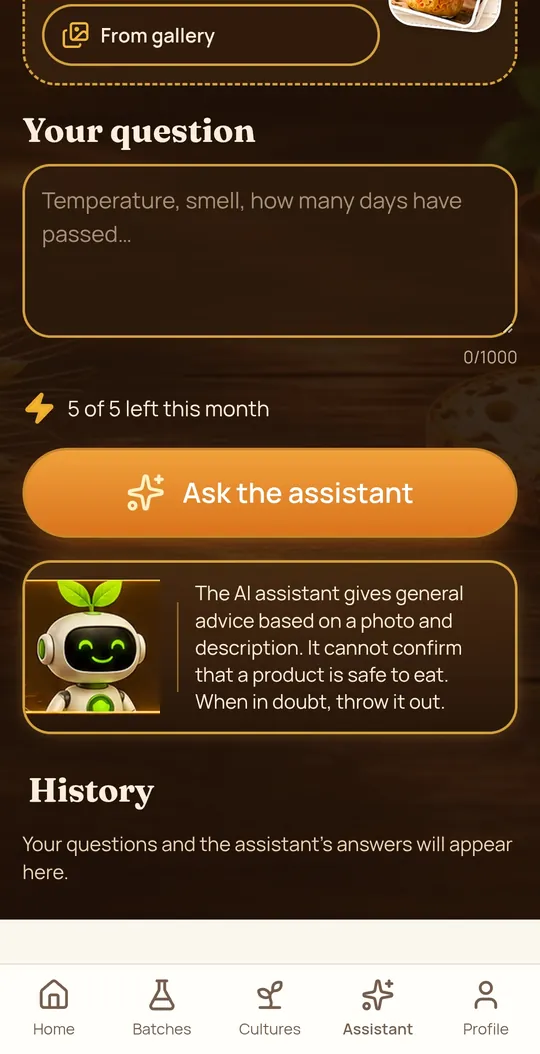 From gallery
Your question
Temperature, smell, how many days have
passed…
0/1000
5 of 5 left this month
Ask the assistant
The AI assistant gives general
advice based on a photo and
description. It cannot confirm
that a product is safe to eat.
When in doubt, throw it out.
History
Your questions and the assistant’s answers will appear
here.
Home
Batches
Cultures
Assistant
Profile